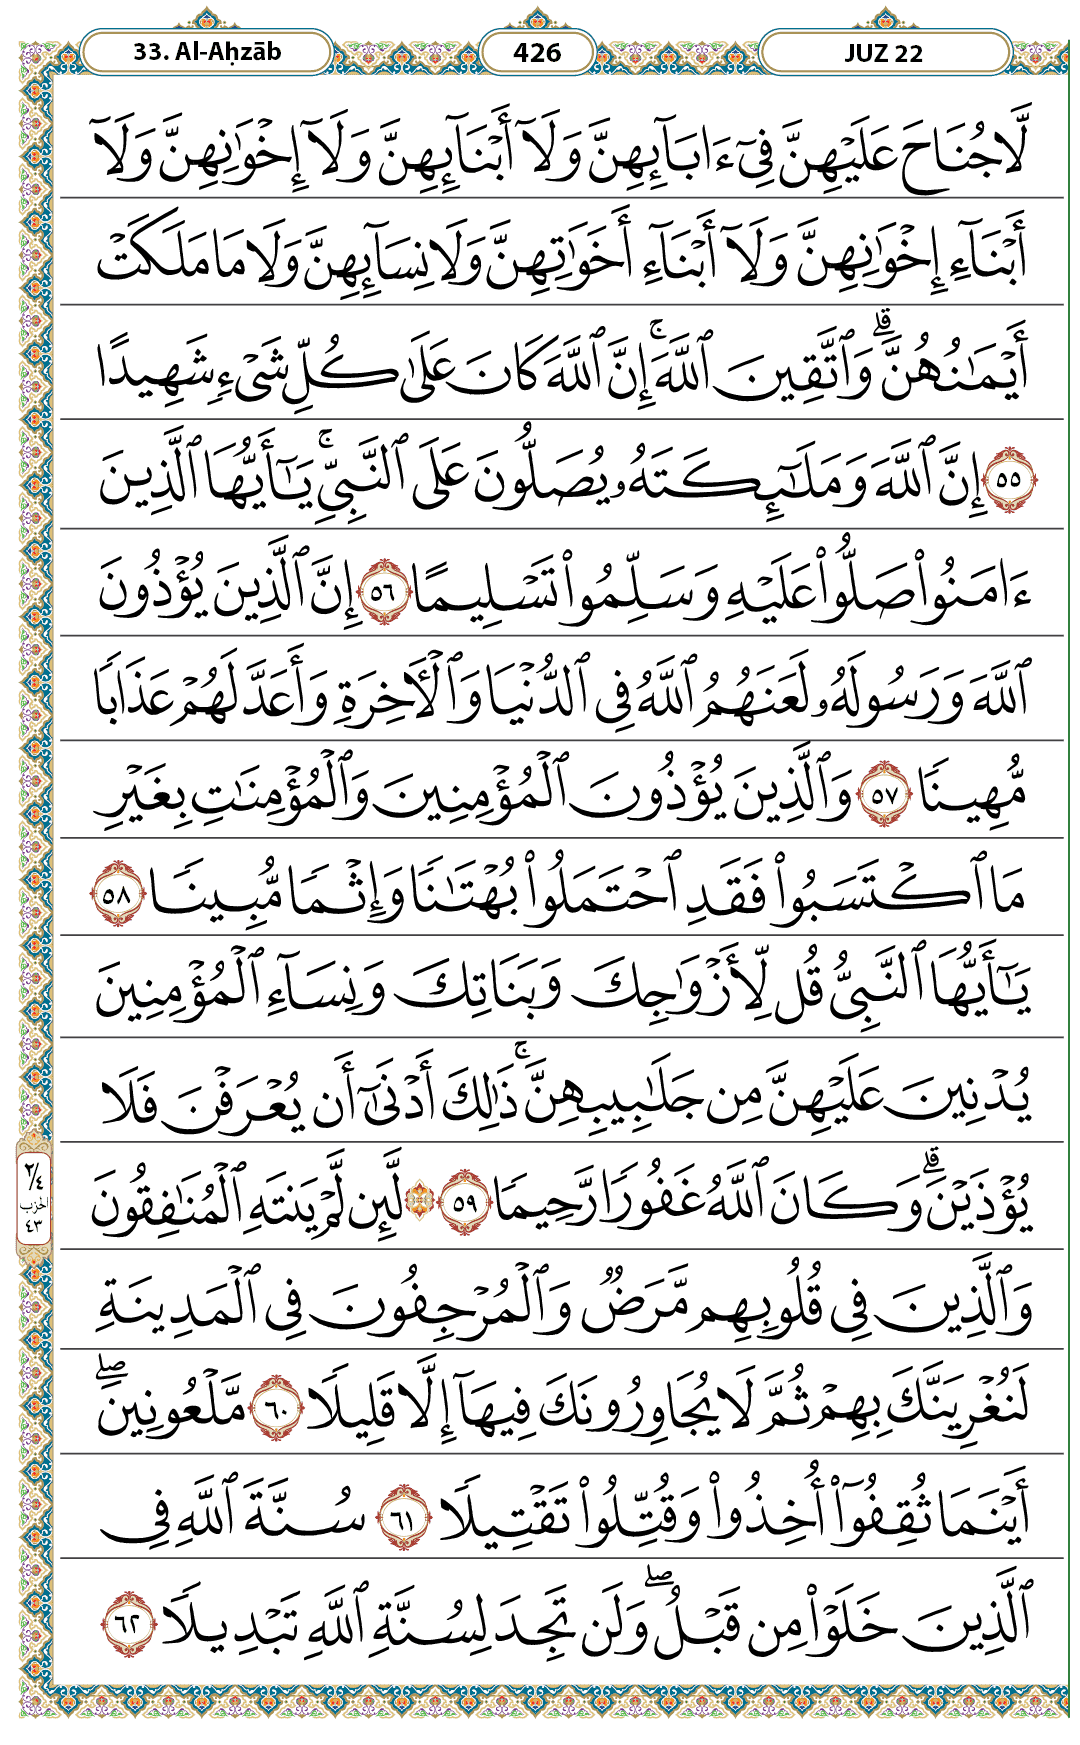 33. Al-Aḥzāb 426 JUZ 22
لَّا جُنَاحَ عَلَيۡهِنَّ فِيٓ ءَابَآئِهِنَّ وَلَآ أَبۡنَآئِهِنَّ وَلَآ إِخۡوَٰنِهِنَّ وَلَآ
أَبۡنَآءِ إِخۡوَٰنِهِنَّ وَلَآ أَبۡنَآءِ أَخَوَٰتِهِنَّ وَلَا نِسَآئِهِنَّ وَلَا مَا مَلَكَتۡ
أَيۡمَٰنُهُنَّۗ وَٱتَّقِينَ ٱللَّهَۚ إِنَّ ٱللَّهَ كَانَ عَلَىٰ كُلِّ شَيۡءٖ شَهِيدًا
٥٥ إِنَّ ٱللَّهَ وَمَلَٰٓئِكَتَهُۥ يُصَلُّونَ عَلَى ٱلنَّبِيِّۚ يَٰٓأَيُّهَا ٱلَّذِينَ
ءَامَنُواْ صَلُّواْ عَلَيۡهِ وَسَلِّمُواْ تَسۡلِيمًا ٥٦ إِنَّ ٱلَّذِينَ يُؤۡذُونَ
ٱللَّهَ وَرَسُولَهُۥ لَعَنَهُمُ ٱللَّهُ فِي ٱلدُّنۡيَا وَٱلۡأٓخِرَةِ وَأَعَدَّ لَهُمۡ عَذَابٗا
مُّهِينٗا ٥٧ وَٱلَّذِينَ يُؤۡذُونَ ٱلۡمُؤۡمِنِينَ وَٱلۡمُؤۡمِنَٰتِ بِغَيۡرِ
مَا ٱكۡتَسَبُواْ فَقَدِ ٱحۡتَمَلُواْ بُهۡتَٰنٗا وَإِثۡمٗا مُّبِينٗا ٥٨
يَٰٓأَيُّهَا ٱلنَّبِيُّ قُل لِّأَزۡوَٰجِكَ وَبَنَاتِكَ وَنِسَآءِ ٱلۡمُؤۡمِنِينَ
يُدۡنِينَ عَلَيۡهِنَّ مِن جَلَٰبِيبِهِنَّۚ ذَٰلِكَ أَدۡنَىٰٓ أَن يُعۡرَفۡنَ فَلَا
يُؤۡذَيۡنَۗ وَكَانَ ٱللَّهُ غَفُورٗا رَّحِيمٗا ٥٩ ۞ لَّئِن لَّمۡ يَنتَهِ ٱلۡمُنَٰفِقُونَ
٢/٤
الحزب
٤٣
وَٱلَّذِينَ فِي قُلُوبِهِم مَّرَضٞ وَٱلۡمُرۡجِفُونَ فِي ٱلۡمَدِينَةِ
لَنُغۡرِيَنَّكَ بِهِمۡ ثُمَّ لَا يُجَاوِرُونَكَ فِيهَآ إِلَّا قَلِيلٗا ٦٠ مَّلۡعُونِينَۖ
أَيۡنَمَا ثُقِفُوٓاْ أُخِذُواْ وَقُتِّلُواْ تَقۡتِيلٗا ٦١ سُنَّةَ ٱللَّهِ فِي
ٱلَّذِينَ خَلَوۡاْ مِن قَبۡلُۖ وَلَن تَجِدَ لِسُنَّةِ ٱللَّهِ تَبۡدِيلٗا ٦٢